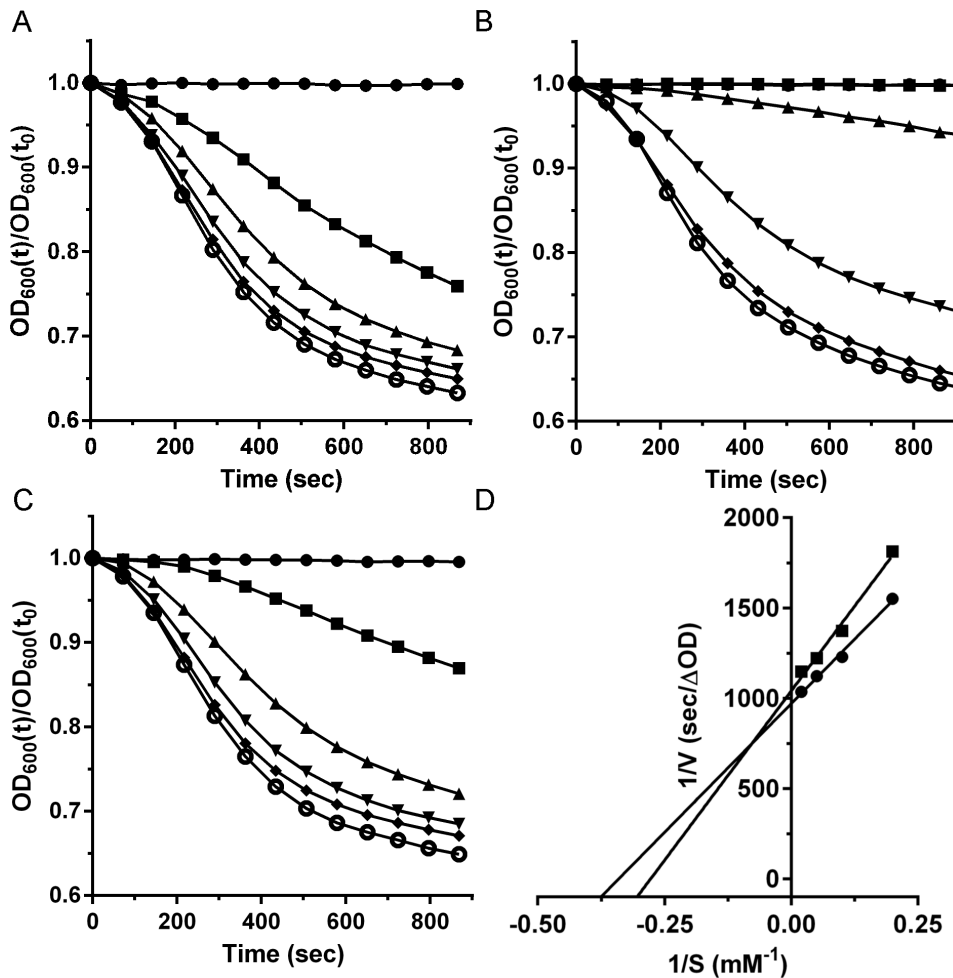 A
OD600(t)/OD600(t0)
1.0
0.9
0.8
0.7
0.6
0 200 400 600 800
Time (sec)
B
OD600(t)/OD600(t0)
1.0
0.9
0.8
0.7
0.6
0 200 400 600 800
Time (sec)
C
OD600(t)/OD600(t0)
1.0
0.9
0.8
0.7
0.6
0 200 400 600 800
Time (sec)
D
1/V (sec/ΔOD)
2000
1500
1000
500
0
-0.50 -0.25 0.00 0.25
1/S (mM⁻¹)